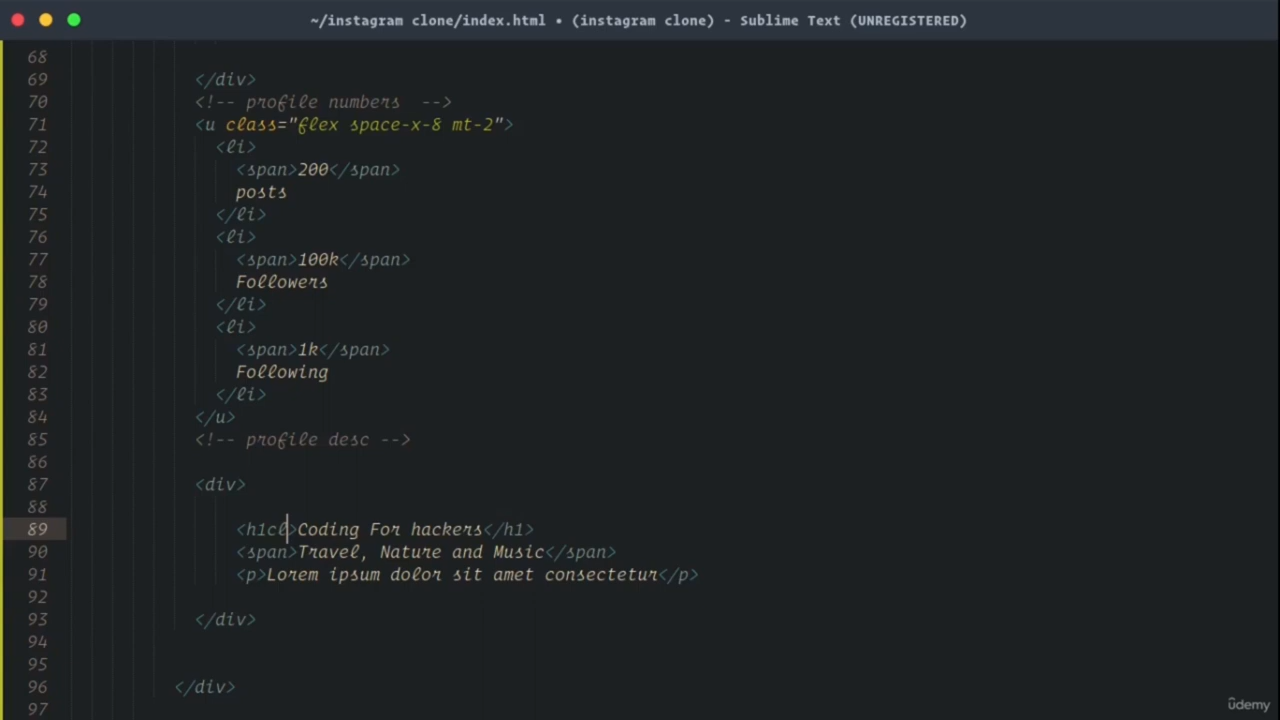 ~/instagram clone/index.html • (instagram clone) - Sublime Text (UNREGISTERED)
68
69 </div>
70 <!-- profile numbers  -->
71 <u class="flex space-x-8 mt-2">
72 <li>
73 <span>200</span>
74 posts
75 </li>
76 <li>
77 <span>100k</span>
78 Followers
79 </li>
80 <li>
81 <span>1k</span>
82 Following
83 </li>
84 </u>
85 <!-- profile desc -->
86
87 <div>
88
89 <h1cl>Coding For hackers</h1>
90 <span>Travel, Nature and Music</span>
91 <p>Lorem ipsum dolor sit amet consectetur</p>
92
93 </div>
94
95
96 </div>
97
ûdemy